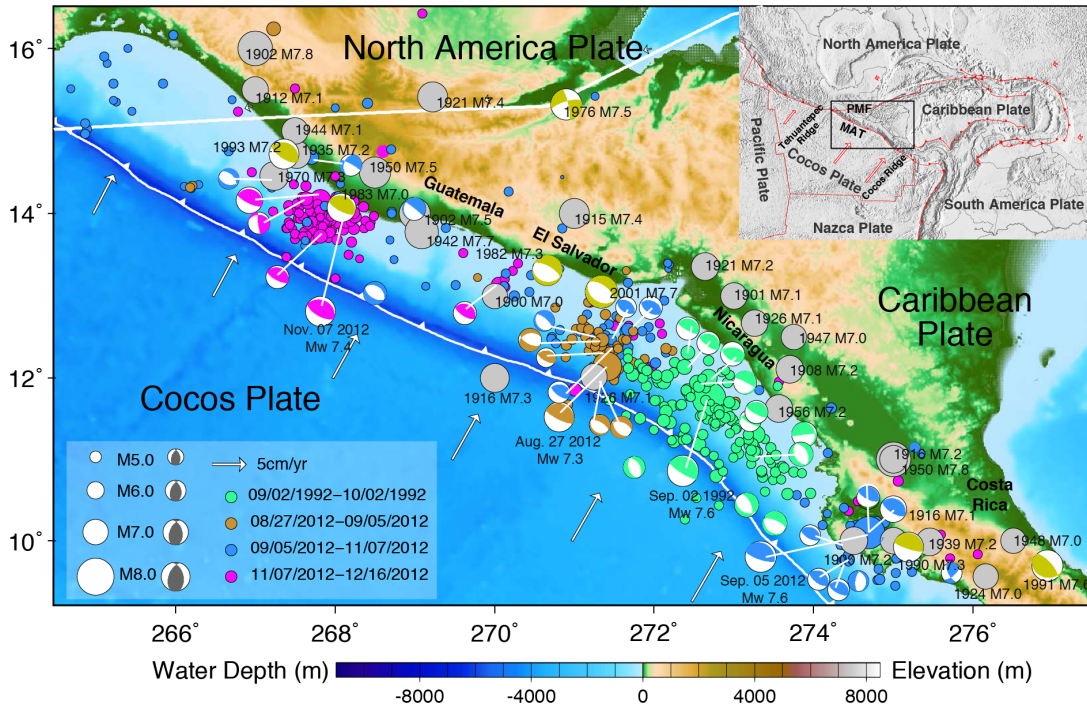 16°
14°
12°
10°
266°
268°
270°
272°
274°
276°
North America Plate
Caribbean
Plate
Cocos Plate
Guatemala
El Salvador
Nicaragua
Costa
Rica
1902 M7.8
1912 M7.1
1921 M7.4
1976 M7.5
1944 M7.1
1993 M7.2
1935 M7.2
1950 M7.5
1970 M7.3
1983 M7.0
1902 M7.5
1942 M7.7
1915 M7.4
1982 M7.3
1900 M7.0
2001 M7.7
1921 M7.2
1901 M7.1
1926 M7.1
1947 M7.0
1908 M7.2
1956 M7.2
1916 M7.3
1926 M7.1
1916 M7.2
1950 M7.8
1916 M7.1
1939 M7.2
1909 M7.2
1990 M7.3
1948 M7.0
1924 M7.0
1991 M7.6
Nov. 07 2012
Mw 7.4
Aug. 27 2012
Mw 7.3
Sep. 02 1992
Mw 7.6
Sep. 05 2012
Mw 7.6
M5.0
M6.0
M7.0
M8.0
5cm/yr
09/02/1992−10/02/1992
08/27/2012−09/05/2012
09/05/2012−11/07/2012
11/07/2012−12/16/2012
North America Plate
PMF
MAT
Caribbean Plate
Tehuantepec
Ridge
Cocos Plate
Cocos Ridge
Pacific Plate
South America Plate
Nazca Plate
Water Depth (m)
Elevation (m)
-8000
-4000
0
4000
8000